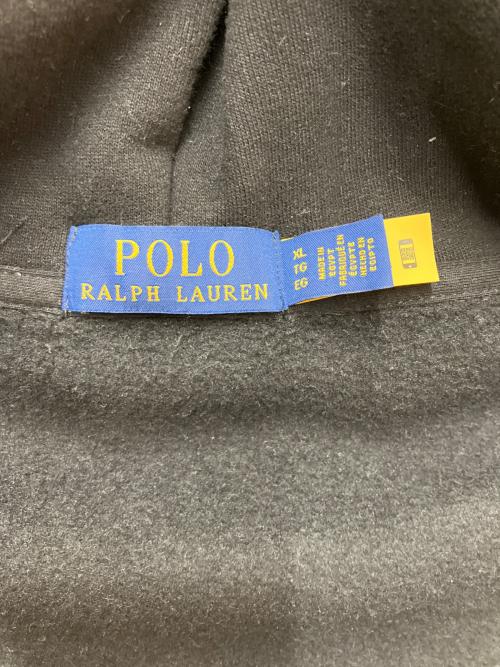 POLO
RALPH LAUREN
XL
TG
EG
MADE IN
EGYPT
FABRIQUÉ EN
ÉGYPTE
HECHO EN
EGIPTO